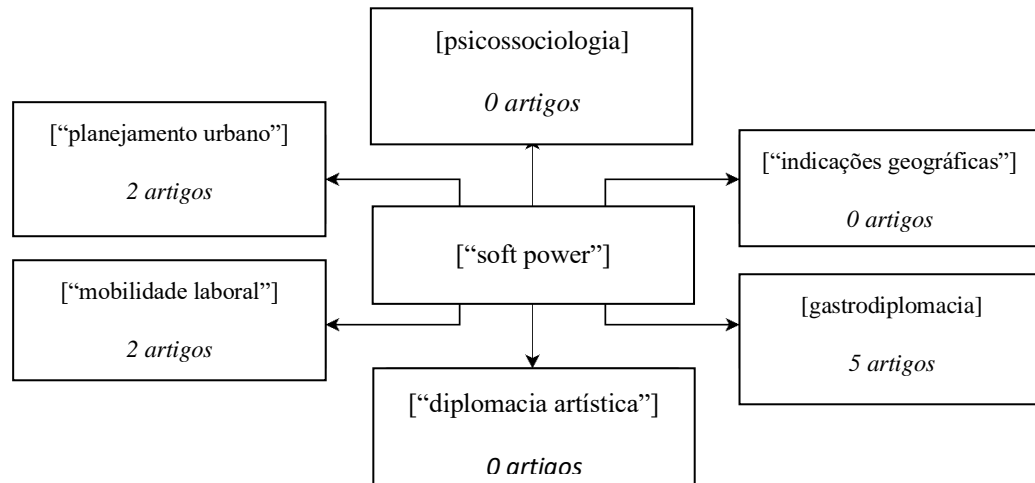 [psicossociologia]
0 artigos
[“planejamento urbano”]
2 artigos
[“indicações geográficas”]
0 artigos
[“soft power”]
[“mobilidade laboral”]
2 artigos
[gastrodiplomacia]
5 artigos
[“diplomacia artística”]
0 artigos